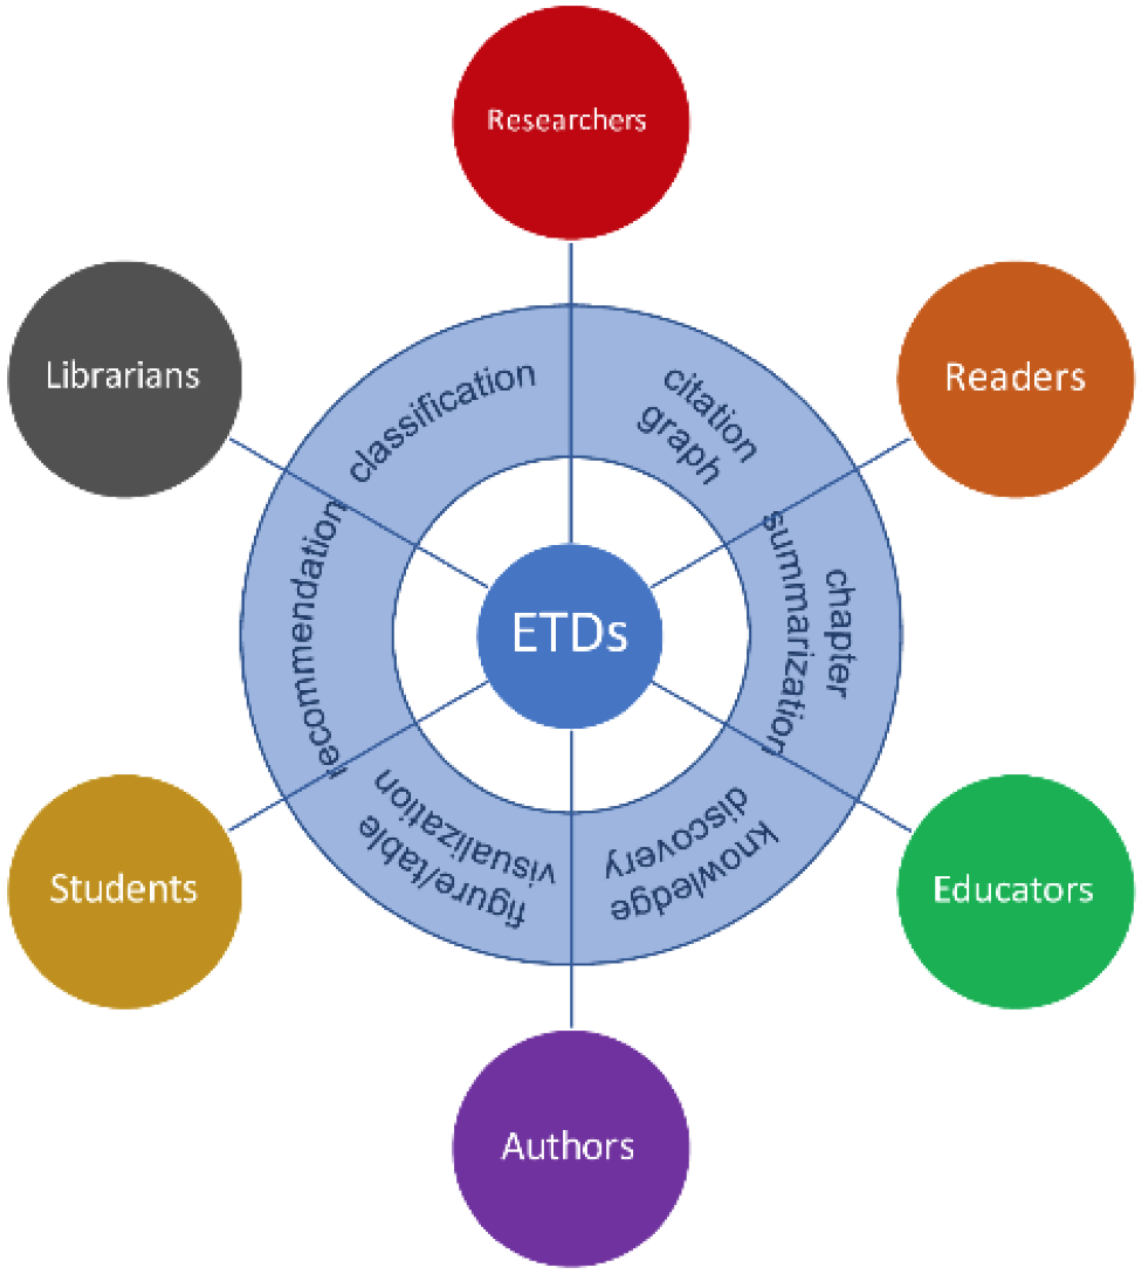 Researchers
Librarians
Readers
classification
citation
graph
recommendation
ETDs
chapter
summarization
figure/table
visualization
knowledge
discovery
Students
Educators
Authors